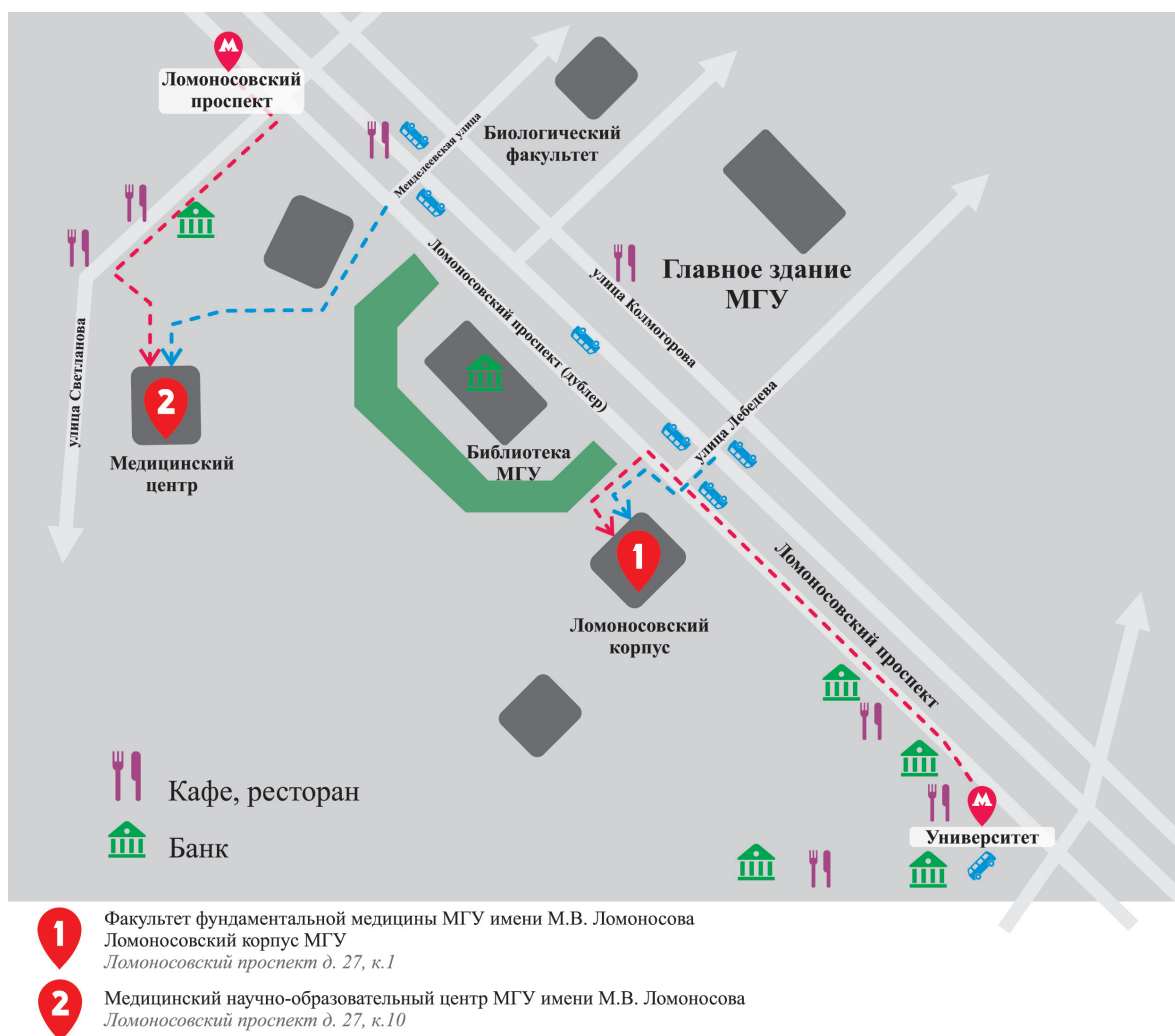 М
Ломоносовский
проспект
Менделеевская улица
Биологический
факультет
Главное здание
МГУ
улица Колмогорова
Ломоносовский проспект (дублер)
улица Светланова
улица Лебедева
2
Медицинский
центр
Библиотека
МГУ
1
Ломоносовский
корпус
Ломоносовский проспект
М
Университет
Кафе, ресторан
Банк
1
Факультет фундаментальной медицины МГУ имени М.В. Ломоносова
Ломоносовский корпус МГУ
Ломоносовский проспект д. 27, к.1
2
Медицинский научно-образовательный центр МГУ имени М.В. Ломоносова
Ломоносовский проспект д. 27, к.10